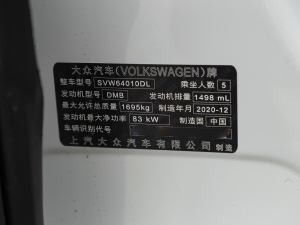 大众汽车(VOLKSWAGEN)牌
整车型号 SVW64010DL 乘坐人数 5
发动机型号 DMB 发动机排量 1498 mL
最大允许总质量 1695kg 制造年月 2020-12
发动机最大净功率 83 kW 制造国 中国
车辆识别代号
上汽大众汽车有限公司 制造